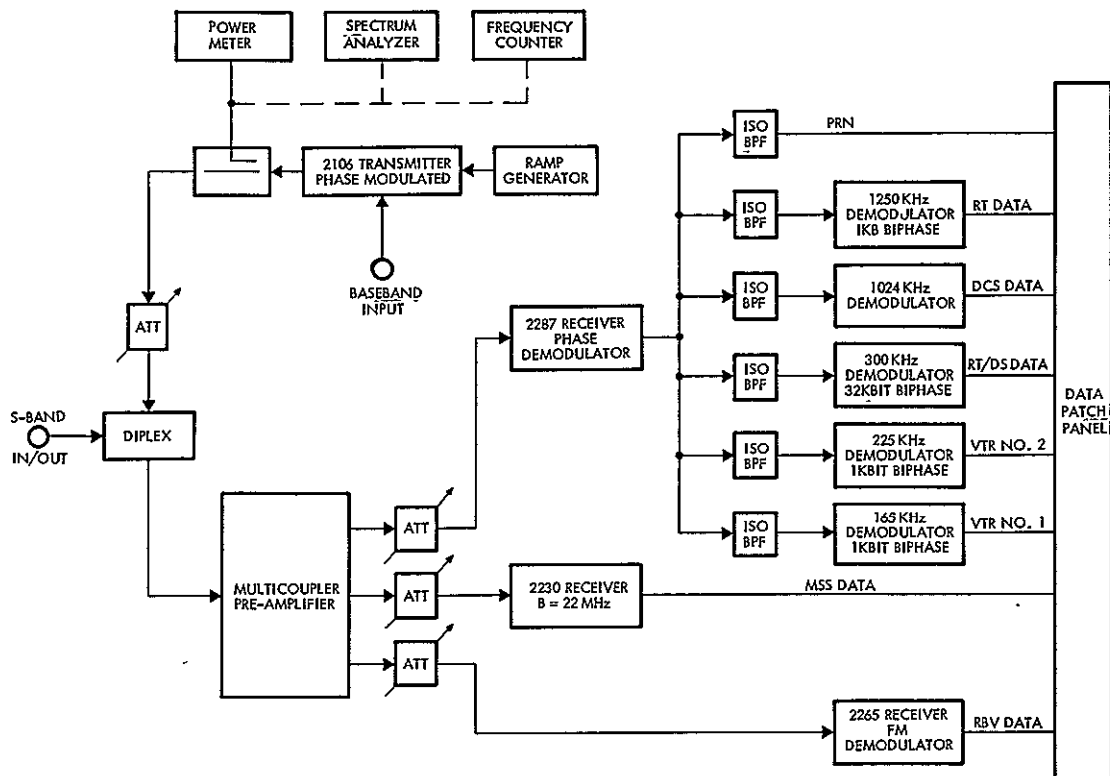 POWER
METER
SPECTRUM
ANALYZER
FREQUENCY
COUNTER
2106 TRANSMITTER
PHASE MODULATED
RAMP
GENERATOR
BASEBAND
INPUT
ATT
S-BAND
IN/OUT
DIPLEX
MULTICOUPLER
PRE-AMPLIFIER
ATT
ATT
ATT
2287 RECEIVER
PHASE
DEMODULATOR
2230 RECEIVER
B = 22 MHz
MSS DATA
2265 RECEIVER
FM
DEMODULATOR
RBV DATA
ISO
BPF
PRN
ISO
BPF
1250 KHz
DEMODULATOR
1KB BIPHASE
RT DATA
ISO
BPF
1024 KHz
DEMODULATOR
DCS DATA
ISO
BPF
300 KHz
DEMODULATOR
32KBIT BIPHASE
RT/DS DATA
ISO
BPF
225 KHz
DEMODULATOR
1KBIT BIPHASE
VTR NO. 2
ISO
BPF
165 KHz
DEMODULATOR
1KBIT BIPHASE
VTR NO. 1
DATA
PATCH
PANEL